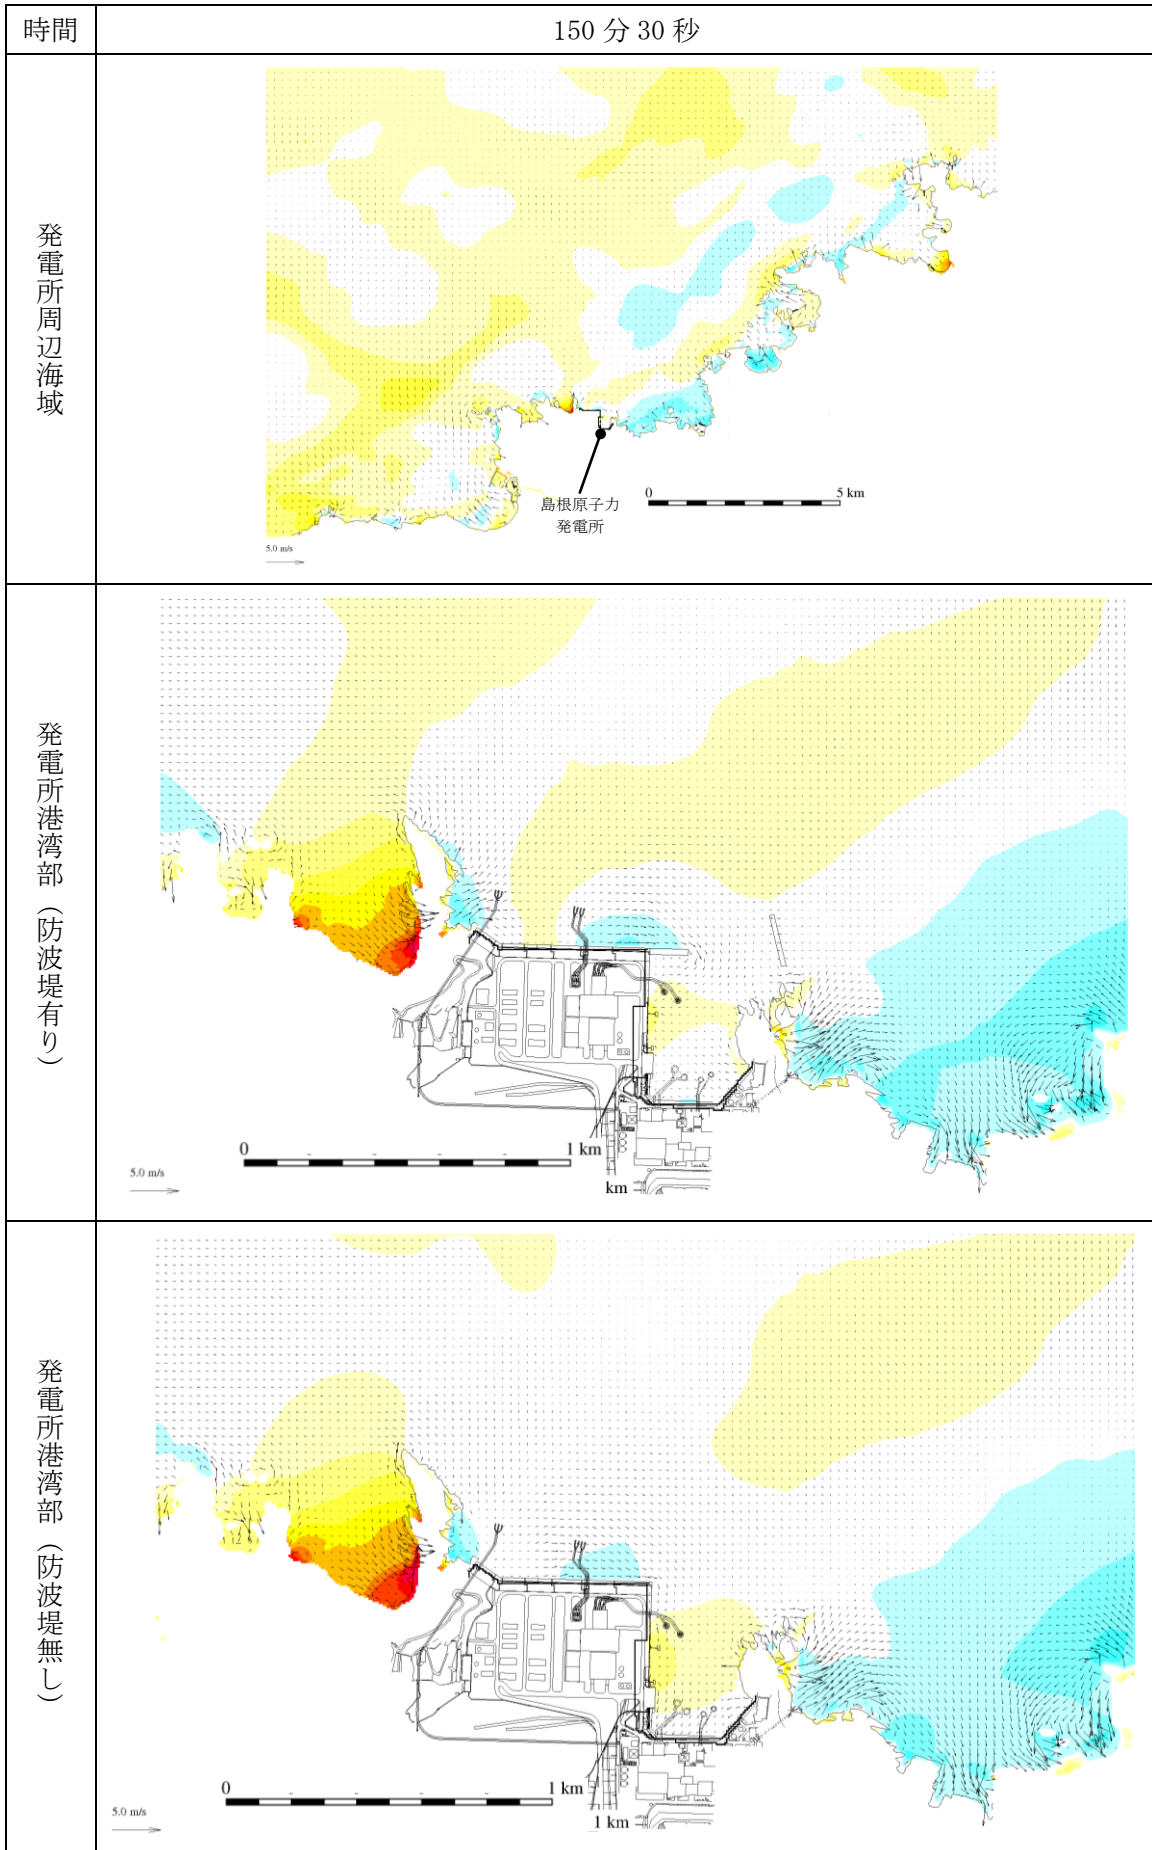 時間
150 分 30 秒
発電所周辺海域
島根原子力
発電所
0
5 km
5.0 m/s
発電所港湾部（防波堤有り）
0
1 km
5.0 m/s
km
発電所港湾部（防波堤無し）
0
1 km
5.0 m/s
1 km